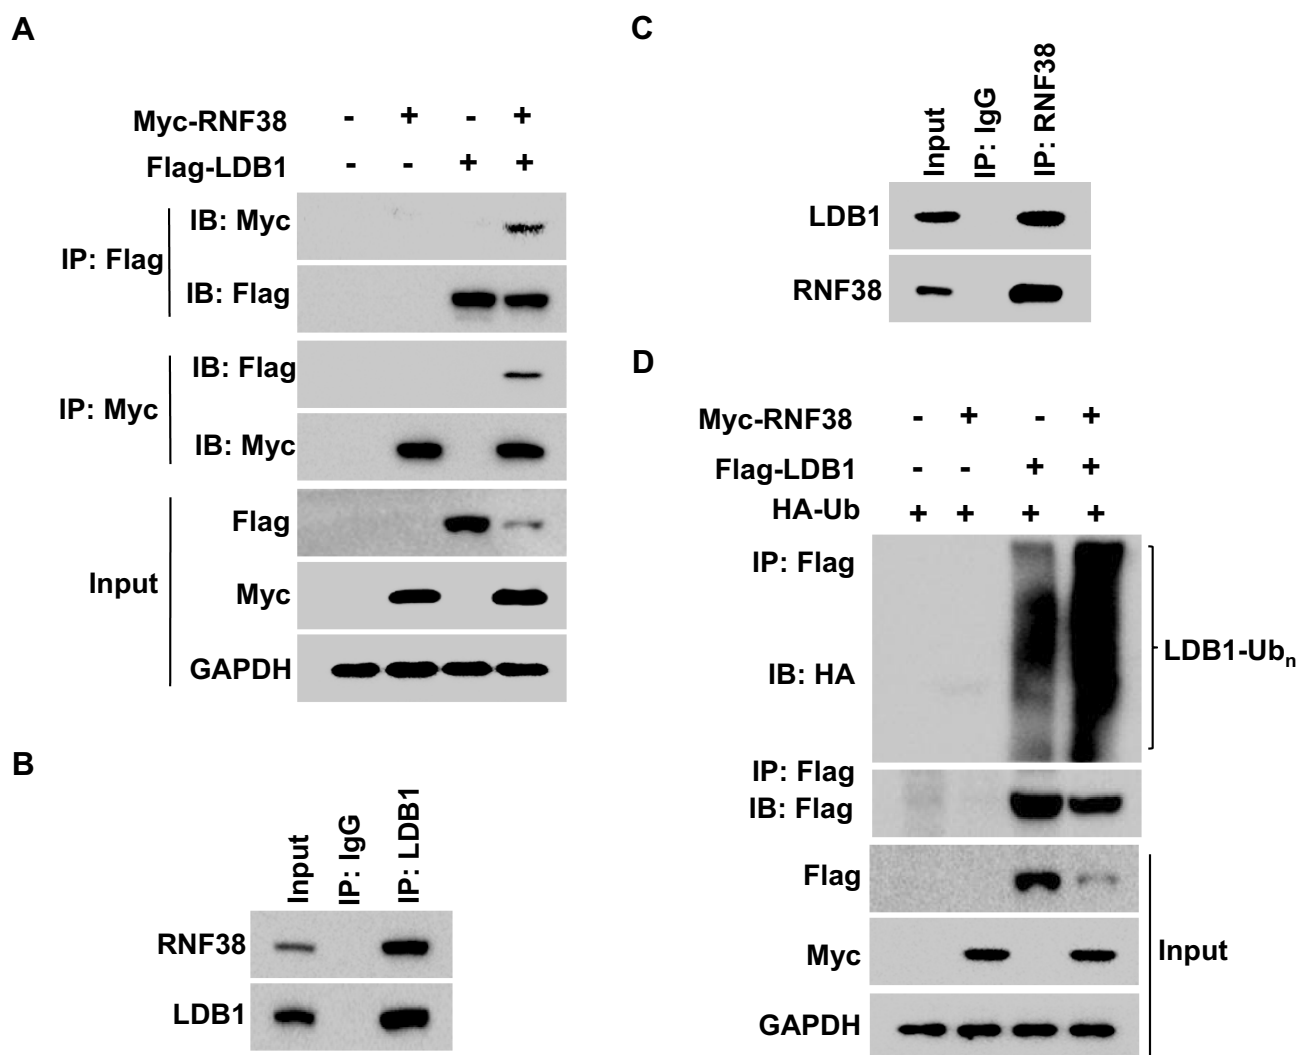 A
Myc-RNF38 - + - +
Flag-LDB1 - - + +
IP: Flag
IB: Myc
IB: Flag
IP: Myc
IB: Flag
IB: Myc
Input
Flag
Myc
GAPDH
B
Input
IP: IgG
IP: LDB1
RNF38
LDB1
C
Input
IP: IgG
IP: RNF38
LDB1
RNF38
D
Myc-RNF38 - + - +
Flag-LDB1 - - + +
HA-Ub + + + +
IP: Flag
IB: HA
LDB1-Ubn
IP: Flag
IB: Flag
Flag
Myc
GAPDH
Input